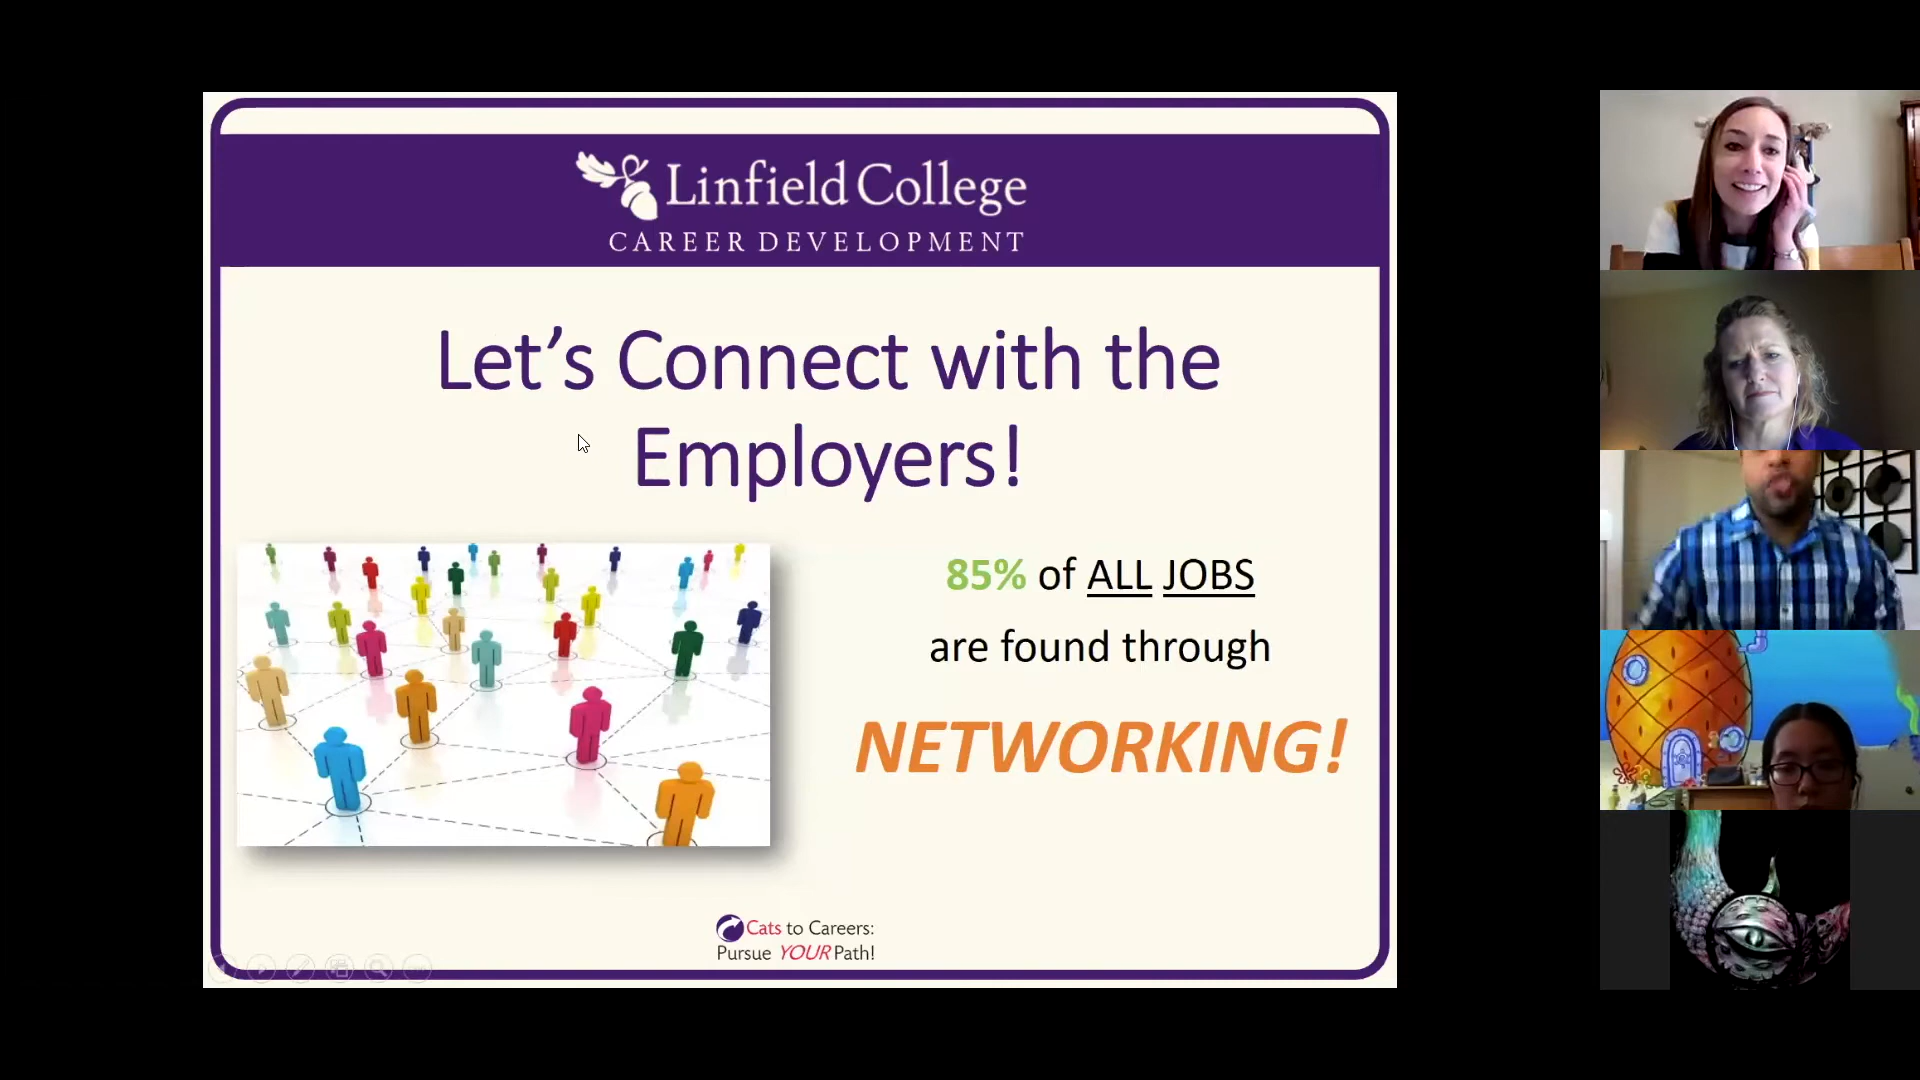 Linfield College
CAREER DEVELOPMENT
Let’s Connect with the
Employers!
85% of ALL JOBS
are found through
NETWORKING!
Cats to Careers:
Pursue YOUR Path!